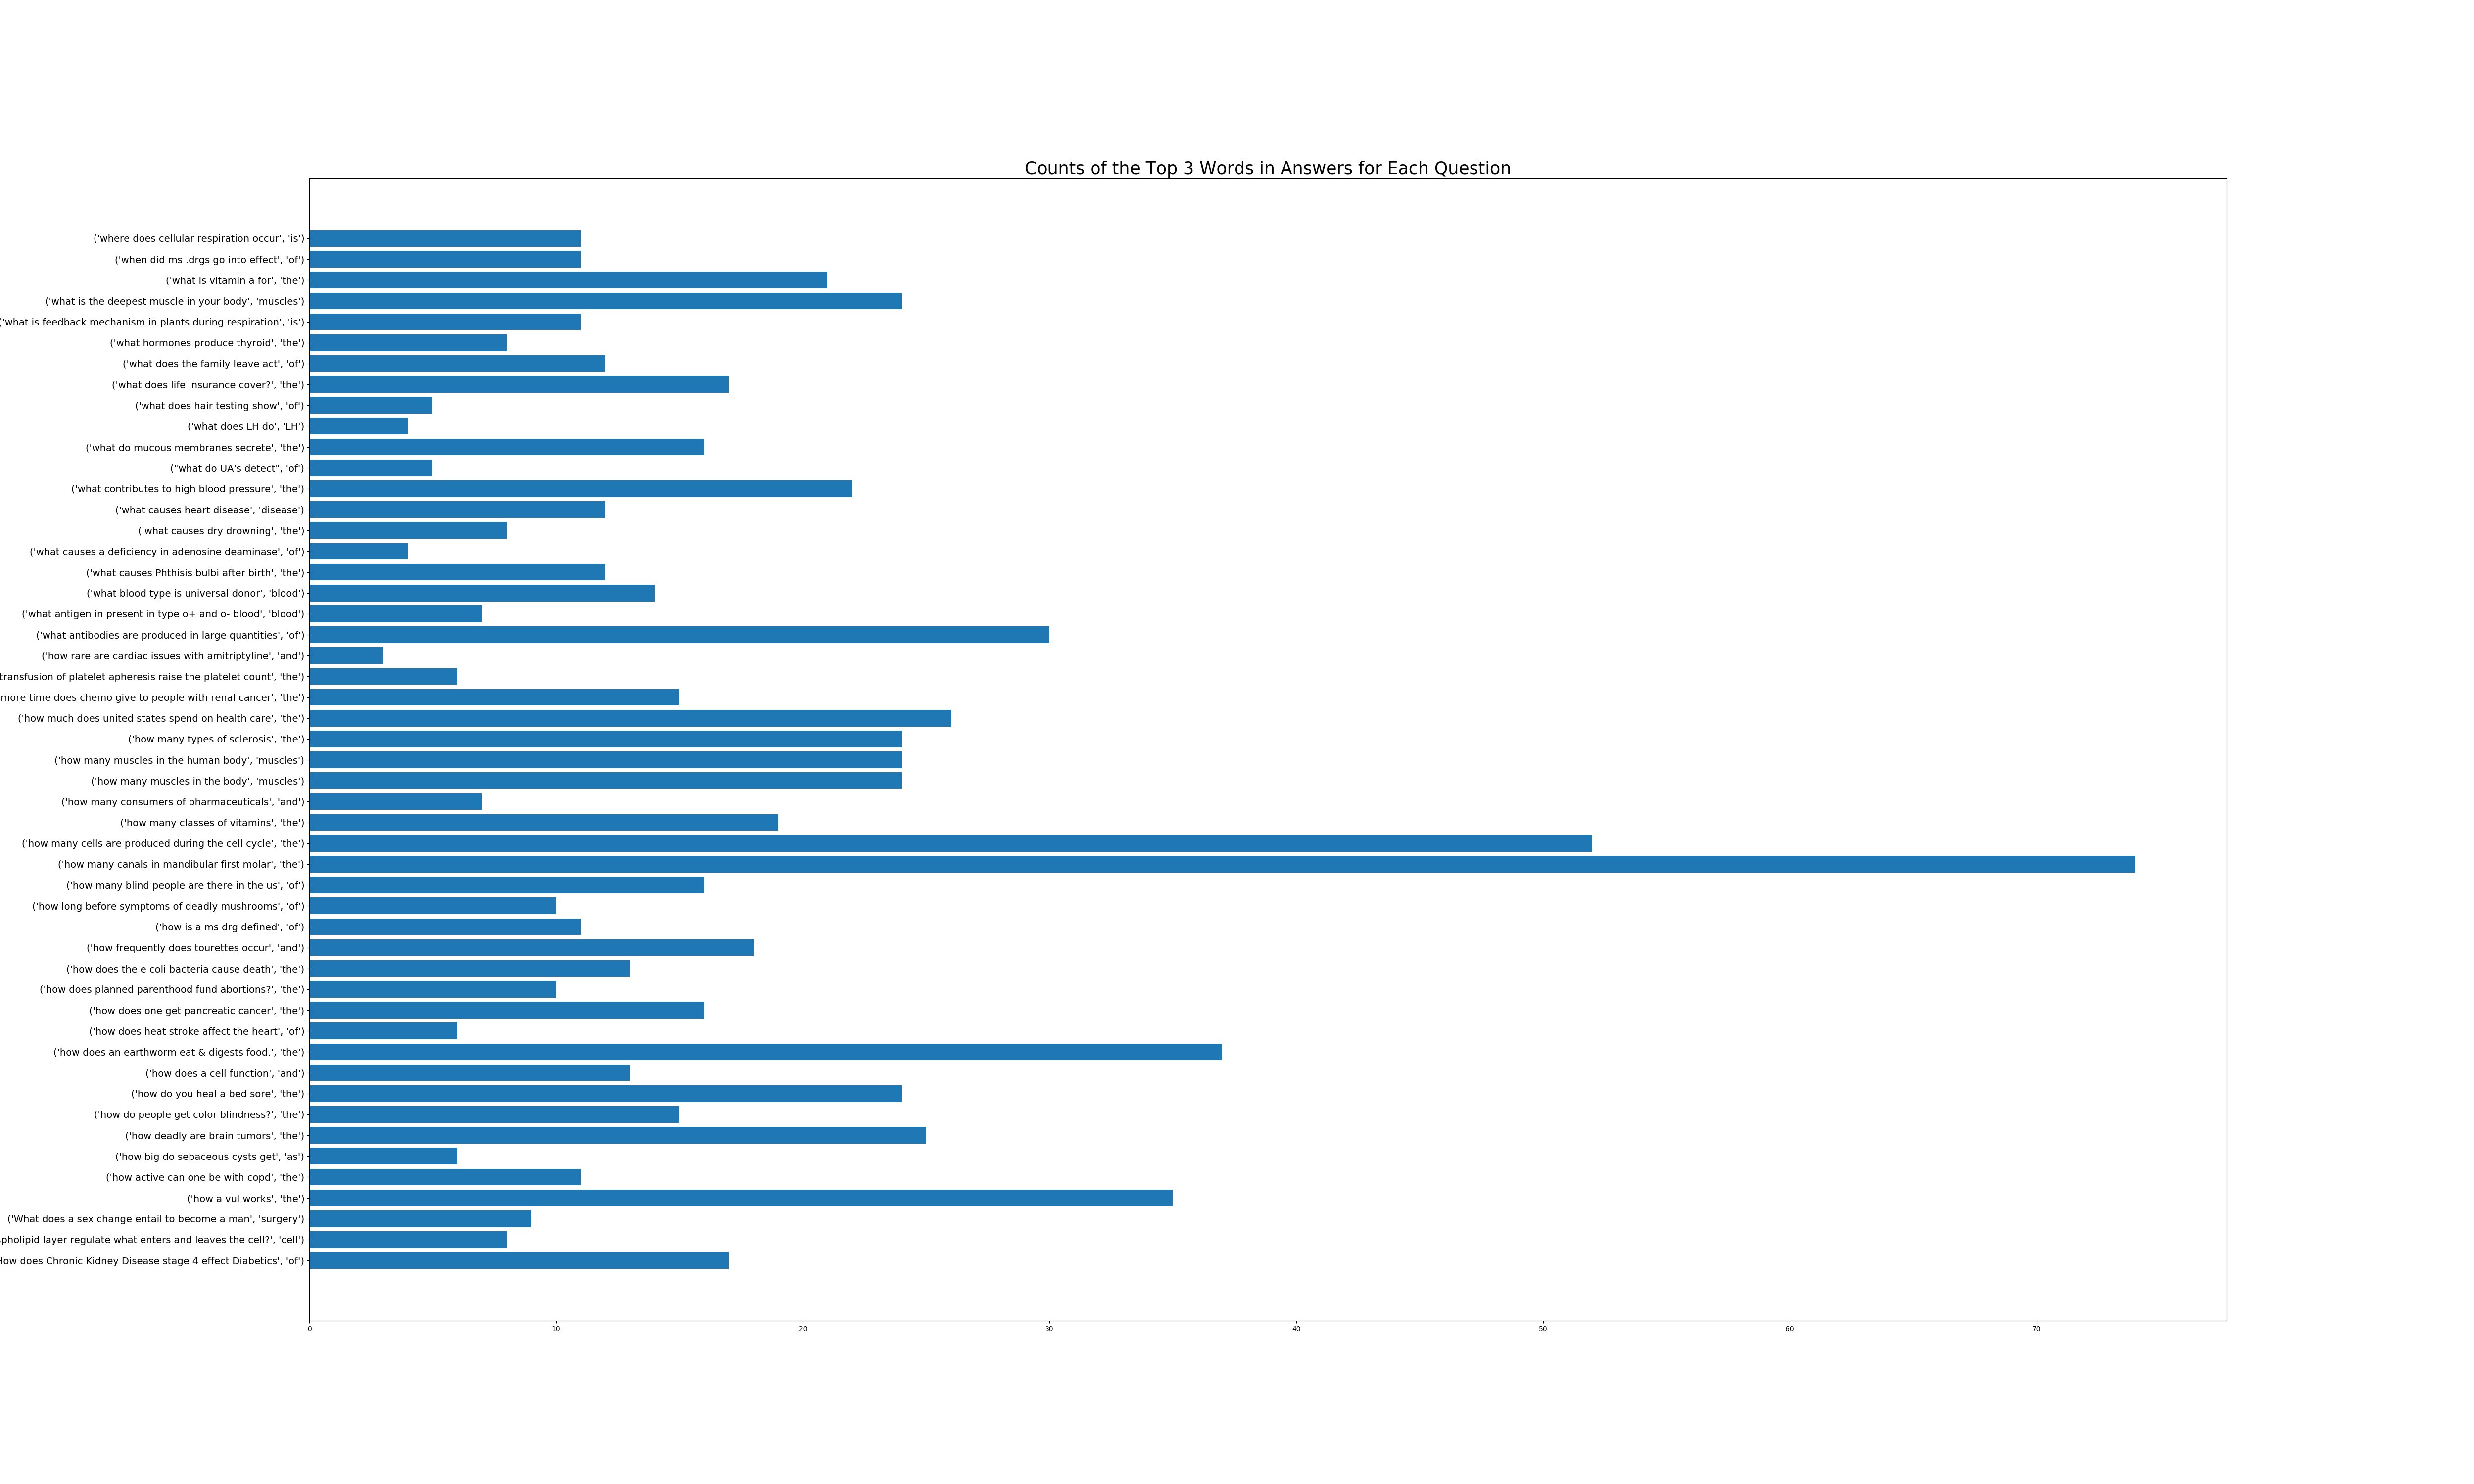 Counts of the Top 3 Words in Answers for Each Question
('where does cellular respiration occur', 'is')
('when did ms .drgs go into effect', 'of')
('what is vitamin a for', 'the')
('what is the deepest muscle in your body', 'muscles')
('what is feedback mechanism in plants during respiration', 'is')
('what hormones produce thyroid', 'the')
('what does the family leave act', 'of')
('what does life insurance cover?', 'the')
('what does hair testing show', 'of')
('what does LH do', 'LH')
('what do mucous membranes secrete', 'the')
("what do UA's detect", 'of')
('what contributes to high blood pressure', 'the')
('what causes heart disease', 'disease')
('what causes dry drowning', 'the')
('what causes a deficiency in adenosine deaminase', 'of')
('what causes Phthisis bulbi after birth', 'the')
('what blood type is universal donor', 'blood')
('what antigen in present in type o+ and o- blood', 'blood')
('what antibodies are produced in large quantities', 'of')
('how rare are cardiac issues with amitriptyline', 'and')
transfusion of platelet apheresis raise the platelet count', 'the')
more time does chemo give to people with renal cancer', 'the')
('how much does united states spend on health care', 'the')
('how many types of sclerosis', 'the')
('how many muscles in the human body', 'muscles')
('how many muscles in the body', 'muscles')
('how many consumers of pharmaceuticals', 'and')
('how many classes of vitamins', 'the')
('how many cells are produced during the cell cycle', 'the')
('how many canals in mandibular first molar', 'the')
('how many blind people are there in the us', 'of')
('how long before symptoms of deadly mushrooms', 'of')
('how is a ms drg defined', 'of')
('how frequently does tourettes occur', 'and')
('how does the e coli bacteria cause death', 'the')
('how does planned parenthood fund abortions?', 'the')
('how does one get pancreatic cancer', 'the')
('how does heat stroke affect the heart', 'of')
('how does an earthworm eat & digests food.', 'the')
('how does a cell function', 'and')
('how do you heal a bed sore', 'the')
('how do people get color blindness?', 'the')
('how deadly are brain tumors', 'the')
('how big do sebaceous cysts get', 'as')
('how active can one be with copd', 'the')
('how a vul works', 'the')
('What does a sex change entail to become a man', 'surgery')
spholipid layer regulate what enters and leaves the cell?', 'cell')
How does Chronic Kidney Disease stage 4 effect Diabetics', 'of')
0 10 20 30 40 50 60 70